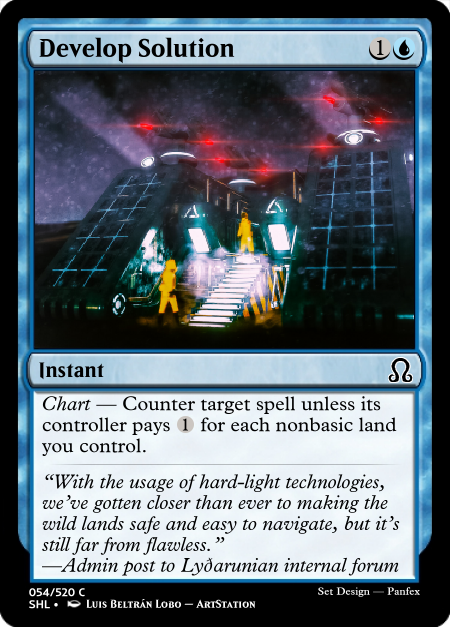 Develop Solution 1
Instant
Chart — Counter target spell unless its
controller pays 1 for each nonbasic land
you control.
“With the usage of hard-light technologies,
we’ve gotten closer than ever to making the
wild lands safe and easy to navigate, but it’s
still far from flawless.”
—Admin post to Lyðarunian internal forum
054/520 C Set Design — Panfex
SHL • Luis Beltrán Lobo — ArtStation